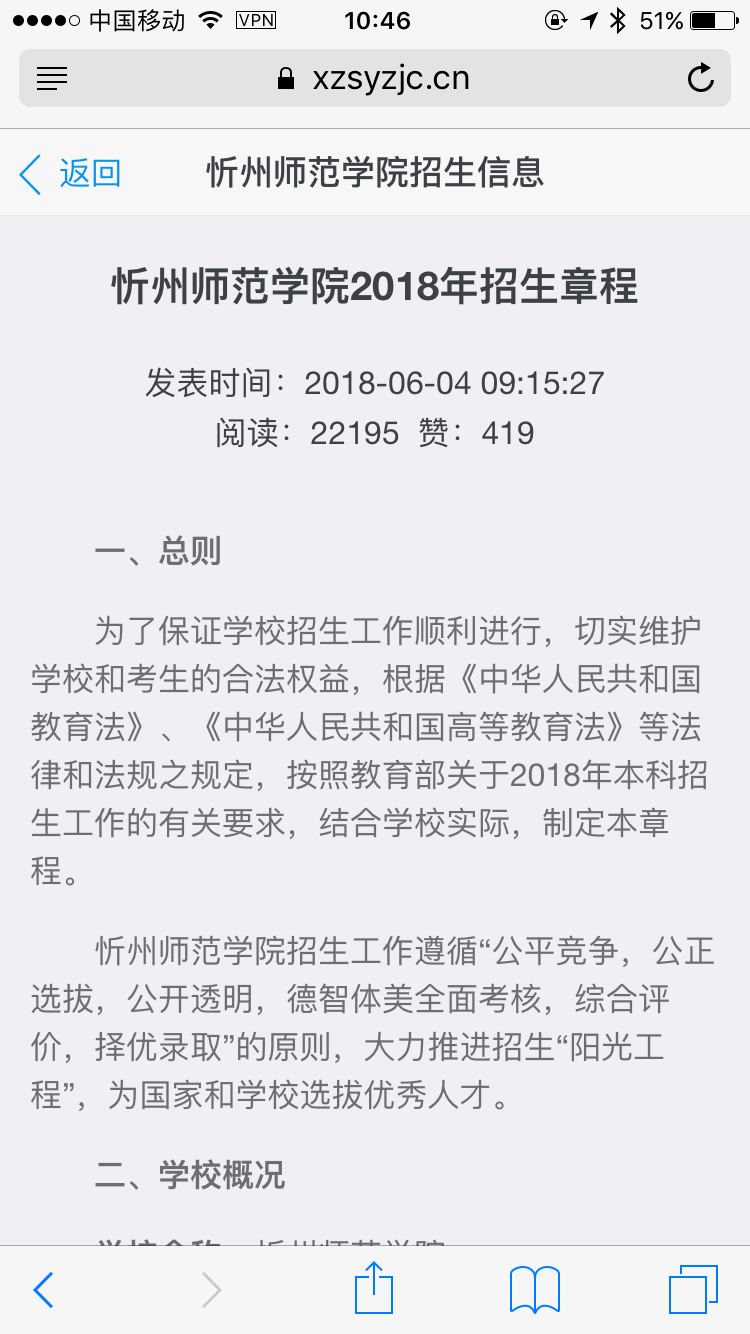 中国移动 VPN 10:46 51%
xzsyzjc.cn
返回 忻州师范学院招生信息
忻州师范学院2018年招生章程
发表时间：2018-06-04 09:15:27
阅读：22195 赞：419
一、总则
为了保证学校招生工作顺利进行，切实维护
学校和考生的合法权益，根据《中华人民共和国
教育法》、《中华人民共和国高等教育法》等法
律和法规之规定，按照教育部关于2018年本科招
生工作的有关要求，结合学校实际，制定本章
程。
忻州师范学院招生工作遵循“公平竞争，公正
选拔，公开透明，德智体美全面考核，综合评
价，择优录取”的原则，大力推进招生“阳光工
程”，为国家和学校选拔优秀人才。
二、学校概况